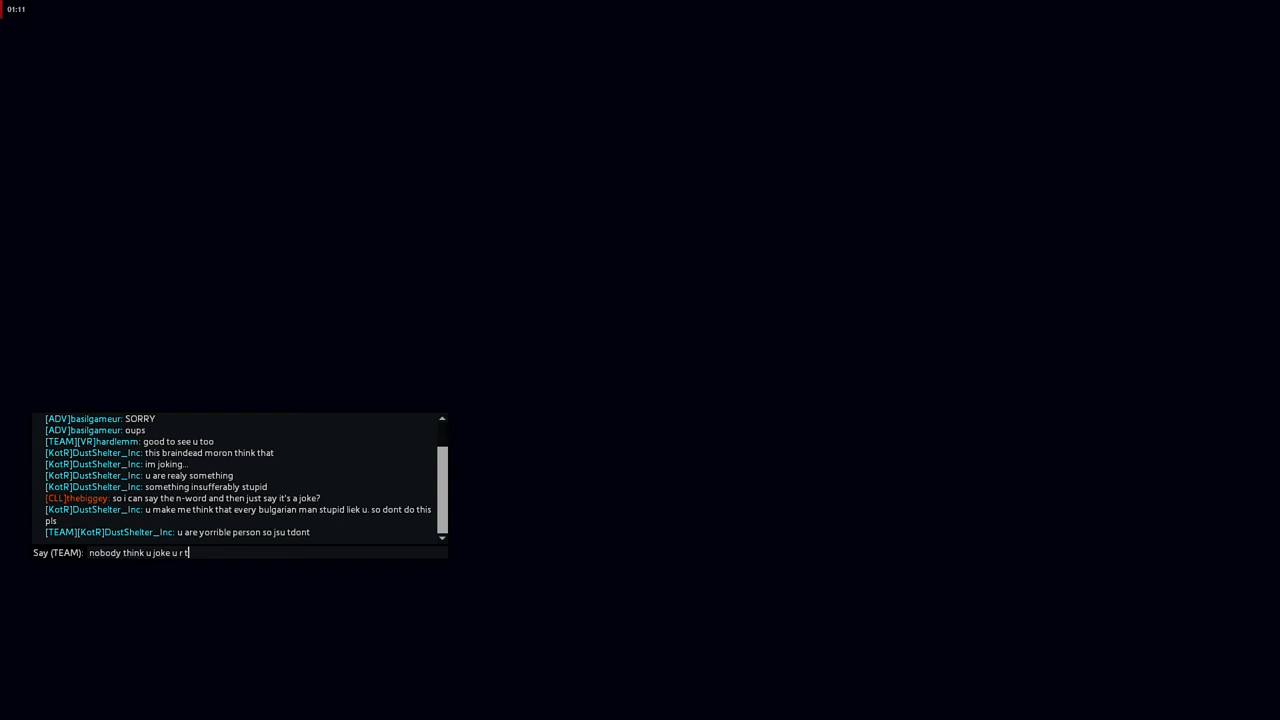 01:11
[ADV]basilgameur: SORRY
[ADV]basilgameur: oups
[TEAM][VR]hardlemm: good to see u too
[KotR]DustShelter_Inc: this braindead moron think that
[KotR]DustShelter_Inc: im joking...
[KotR]DustShelter_Inc: u are realy something
[KotR]DustShelter_Inc: something insufferably stupid
[CLL]thebiggey: so i can say the n-word and then just say it's a joke?
[KotR]DustShelter_Inc: u make me think that every bulgarian man stupid liek u. so dont do this
pls
[TEAM][KotR]DustShelter_Inc: u are yorrible person so jsu tdont
Say (TEAM): nobody think u joke u r t